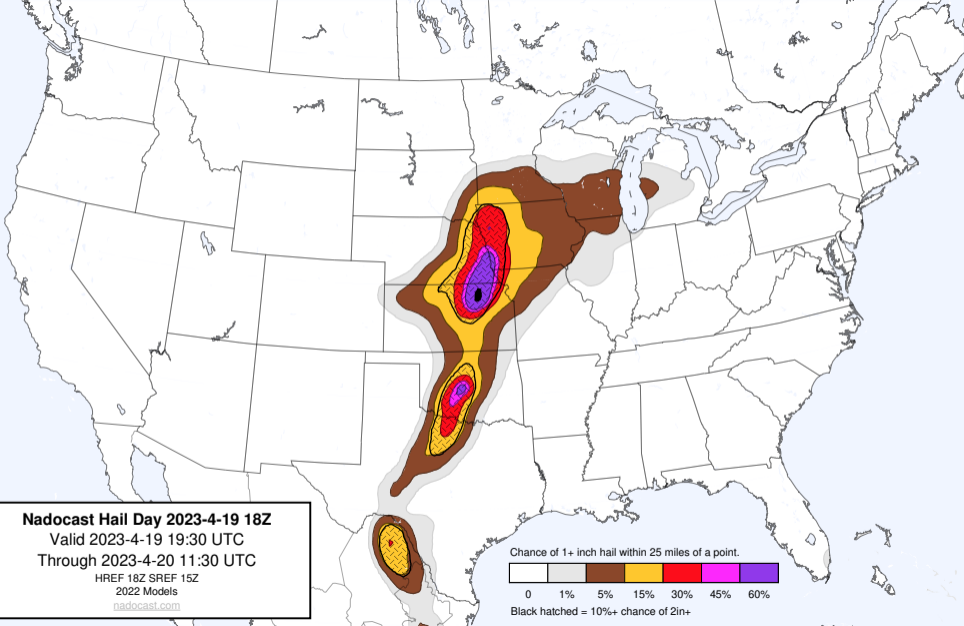 Nadocast Hail Day 2023-4-19 18Z
Valid 2023-4-19 19:30 UTC
Through 2023-4-20 11:30 UTC
HREF 18Z SREF 15Z
2022 Models
nadocast.com
Chance of 1+ inch hail within 25 miles of a point.
0 1% 5% 15% 30% 45% 60%
Black hatched = 10%+ chance of 2in+